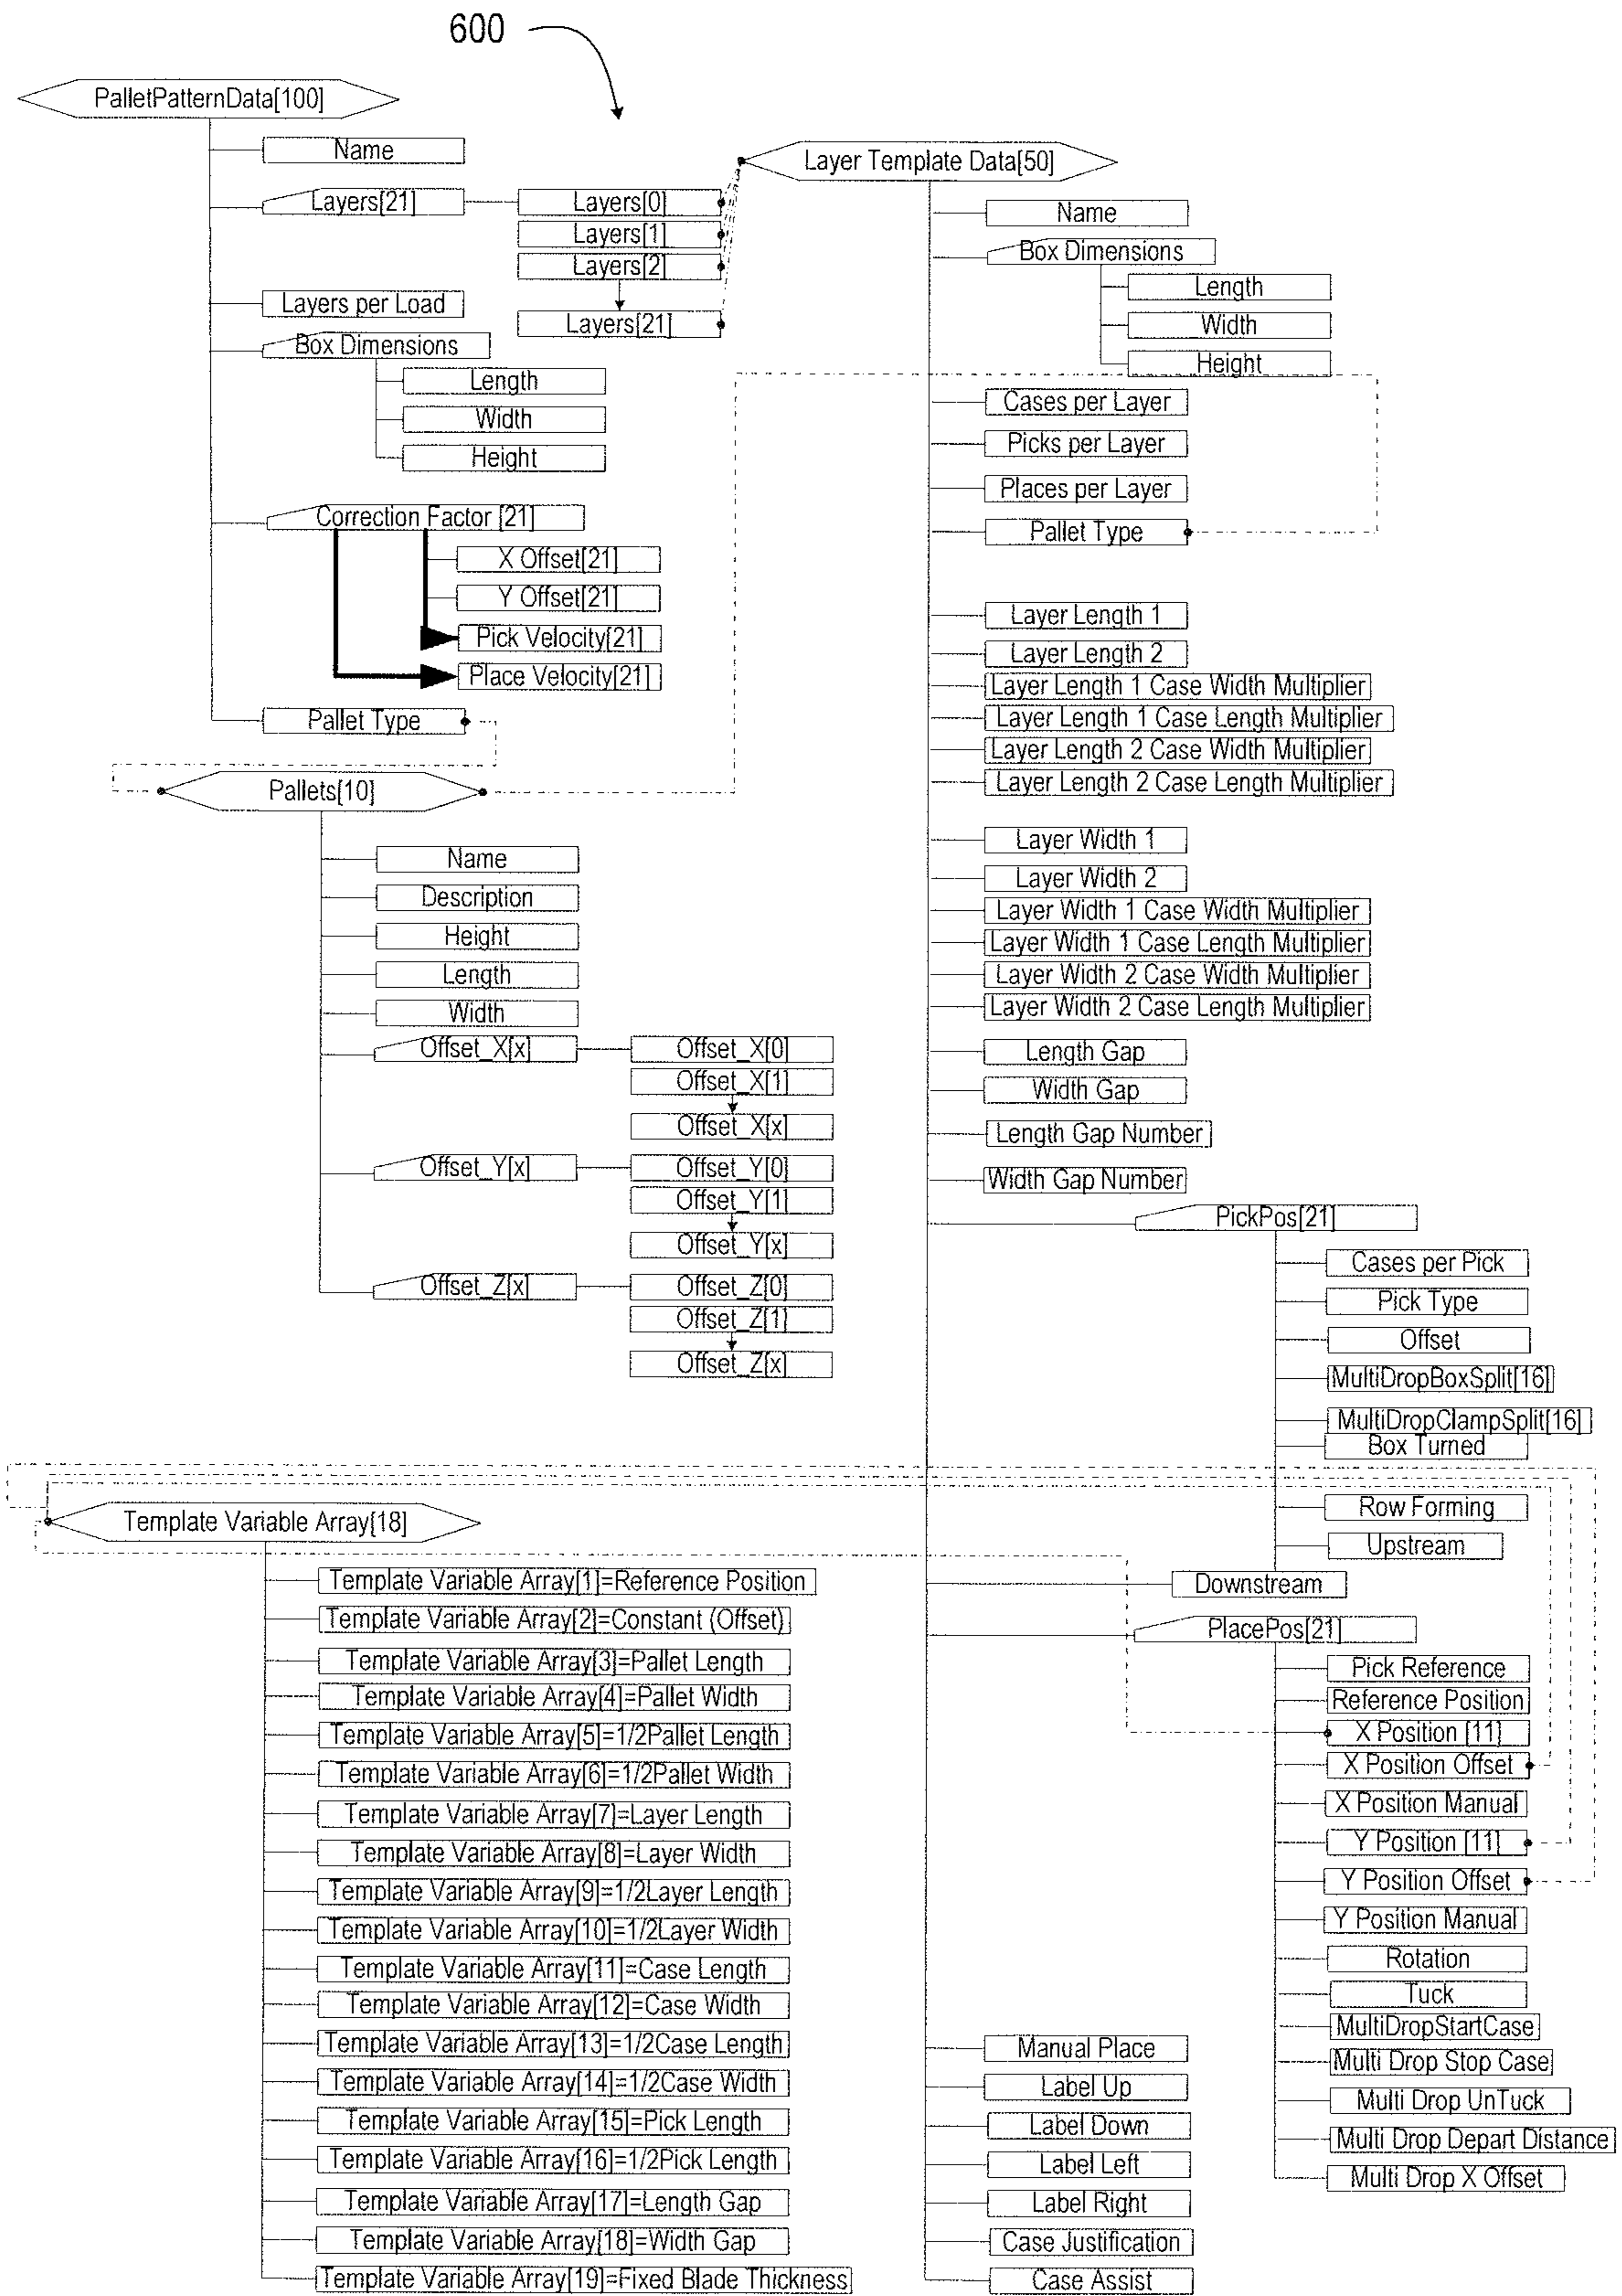 600
PalletPatternData[100]
Name
Layers[21]
Layers[0]
Layers[1]
Layers[2]
Layers[21]
Layers per Load
Box Dimensions
Length
Width
Height
Correction Factor [21]
X Offset[21]
Y Offset[21]
Pick Velocity[21]
Place Velocity[21]
Pallet Type
Pallets[10]
Name
Description
Height
Length
Width
Offset_X[x]
Offset_X[0]
Offset_X[1]
Offset_X[x]
Offset_Y[x]
Offset_Y[0]
Offset_Y[1]
Offset_Y[x]
Offset_Z[x]
Offset_Z[0]
Offset_Z[1]
Offset_Z[x]
Template Variable Array[18]
Template Variable Array[1]=Reference Position
Template Variable Array[2]=Constant (Offset)
Template Variable Array[3]=Pallet Length
Template Variable Array[4]=Pallet Width
Template Variable Array[5]=1/2Pallet Length
Template Variable Array[6]=1/2Pallet Width
Template Variable Array[7]=Layer Length
Template Variable Array[8]=Layer Width
Template Variable Array[9]=1/2Layer Length
Template Variable Array[10]=1/2Layer Width
Template Variable Array[11]=Case Length
Template Variable Array[12]=Case Width
Template Variable Array[13]=1/2Case Length
Template Variable Array[14]=1/2Case Width
Template Variable Array[15]=Pick Length
Template Variable Array[16]=1/2Pick Length
Template Variable Array[17]=Length Gap
Template Variable Array[18]=Width Gap
Template Variable Array[19]=Fixed Blade Thickness
Layer Template Data[50]
Name
Box Dimensions
Length
Width
Height
Cases per Layer
Picks per Layer
Places per Layer
Pallet Type
Layer Length 1
Layer Length 2
Layer Length 1 Case Width Multiplier
Layer Length 1 Case Length Multiplier
Layer Length 2 Case Width Multiplier
Layer Length 2 Case Length Multiplier
Layer Width 1
Layer Width 2
Layer Width 1 Case Width Multiplier
Layer Width 1 Case Length Multiplier
Layer Width 2 Case Width Multiplier
Layer Width 2 Case Length Multiplier
Length Gap
Width Gap
Length Gap Number
Width Gap Number
PickPos[21]
Cases per Pick
Pick Type
Offset
MultiDropBoxSplit[16]
MultiDropClampSplit[16]
Box Turned
Row Forming
Upstream
Downstream
PlacePos[21]
Pick Reference
Reference Position
X Position [11]
X Position Offset
X Position Manual
Y Position [11]
Y Position Offset
Y Position Manual
Rotation
Tuck
MultiDropStartCase
Multi Drop Stop Case
Multi Drop UnTuck
Multi Drop Depart Distance
Multi Drop X Offset
Manual Place
Label Up
Label Down
Label Left
Label Right
Case Justification
Case Assist